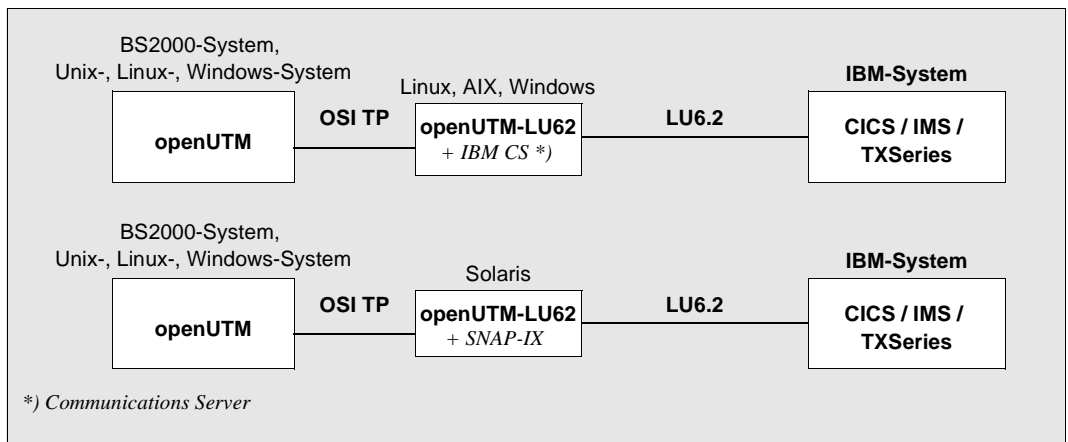 BS2000-System,
Unix-, Linux-, Windows-System
openUTM
OSI TP
Linux, AIX, Windows
openUTM-LU62
+ IBM CS *)
LU6.2
IBM-System
CICS / IMS /
TXSeries
BS2000-System,
Unix-, Linux-, Windows-System
openUTM
OSI TP
Solaris
openUTM-LU62
+ SNAP-IX
LU6.2
IBM-System
CICS / IMS /
TXSeries
*) Communications Server